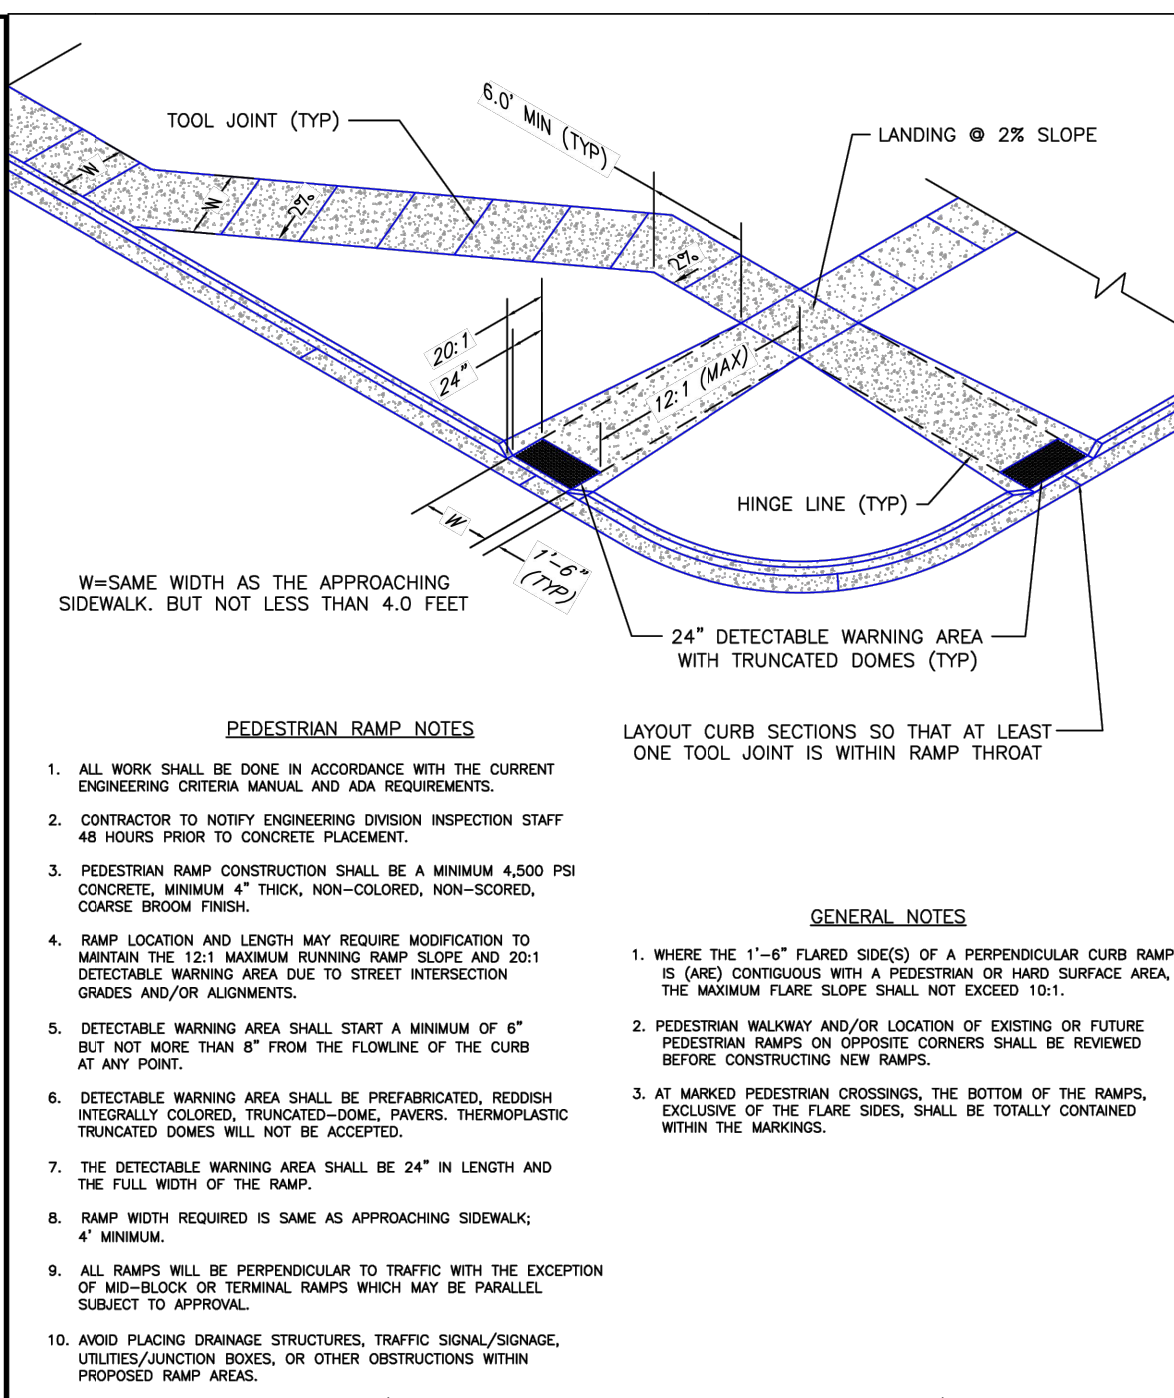 TOOL JOINT (TYP)
6.0' MIN (TYP)
LANDING @ 2% SLOPE
W
W
2%
2%
20:1
24"
12:1 (MAX)
HINGE LINE (TYP)
W
1'-6"
(TYP)
W=SAME WIDTH AS THE APPROACHING
SIDEWALK. BUT NOT LESS THAN 4.0 FEET
24" DETECTABLE WARNING AREA
WITH TRUNCATED DOMES (TYP)
LAYOUT CURB SECTIONS SO THAT AT LEAST
ONE TOOL JOINT IS WITHIN RAMP THROAT
PEDESTRIAN RAMP NOTES
1. ALL WORK SHALL BE DONE IN ACCORDANCE WITH THE CURRENT
ENGINEERING CRITERIA MANUAL AND ADA REQUIREMENTS.
2. CONTRACTOR TO NOTIFY ENGINEERING DIVISION INSPECTION STAFF
48 HOURS PRIOR TO CONCRETE PLACEMENT.
3. PEDESTRIAN RAMP CONSTRUCTION SHALL BE A MINIMUM 4,500 PSI
CONCRETE, MINIMUM 4" THICK, NON-COLORED, NON-SCORED,
COARSE BROOM FINISH.
4. RAMP LOCATION AND LENGTH MAY REQUIRE MODIFICATION TO
MAINTAIN THE 12:1 MAXIMUM RUNNING RAMP SLOPE AND 20:1
DETECTABLE WARNING AREA DUE TO STREET INTERSECTION
GRADES AND/OR ALIGNMENTS.
5. DETECTABLE WARNING AREA SHALL START A MINIMUM OF 6"
BUT NOT MORE THAN 8" FROM THE FLOWLINE OF THE CURB
AT ANY POINT.
6. DETECTABLE WARNING AREA SHALL BE PREFABRICATED, REDDISH
INTEGRALLY COLORED, TRUNCATED-DOME, PAVERS. THERMOPLASTIC
TRUNCATED DOMES WILL NOT BE ACCEPTED.
7. THE DETECTABLE WARNING AREA SHALL BE 24" IN LENGTH AND
THE FULL WIDTH OF THE RAMP.
8. RAMP WIDTH REQUIRED IS SAME AS APPROACHING SIDEWALK;
4' MINIMUM.
9. ALL RAMPS WILL BE PERPENDICULAR TO TRAFFIC WITH THE EXCEPTION
OF MID-BLOCK OR TERMINAL RAMPS WHICH MAY BE PARALLEL
SUBJECT TO APPROVAL.
10. AVOID PLACING DRAINAGE STRUCTURES, TRAFFIC SIGNAL/SIGNAGE,
UTILITIES/JUNCTION BOXES, OR OTHER OBSTRUCTIONS WITHIN
PROPOSED RAMP AREAS.
GENERAL NOTES
1. WHERE THE 1'-6" FLARED SIDE(S) OF A PERPENDICULAR CURB RAMP
IS (ARE) CONTIGUOUS WITH A PEDESTRIAN OR HARD SURFACE AREA,
THE MAXIMUM FLARE SLOPE SHALL NOT EXCEED 10:1.
2. PEDESTRIAN WALKWAY AND/OR LOCATION OF EXISTING OR FUTURE
PEDESTRIAN RAMPS ON OPPOSITE CORNERS SHALL BE REVIEWED
BEFORE CONSTRUCTING NEW RAMPS.
3. AT MARKED PEDESTRIAN CROSSINGS, THE BOTTOM OF THE RAMPS,
EXCLUSIVE OF THE FLARE SIDES, SHALL BE TOTALLY CONTAINED
WITHIN THE MARKINGS.